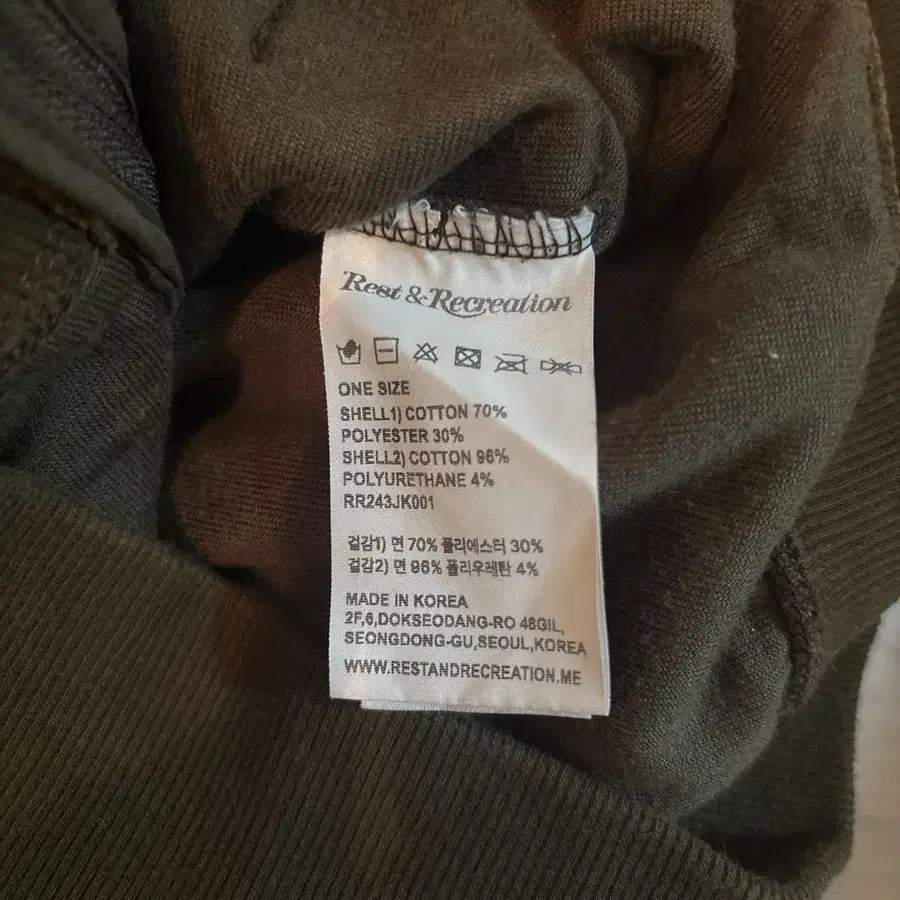 Rest & Recreation
ONE SIZE
SHELL1) COTTON 70%
POLYESTER 30%
SHELL2) COTTON 96%
POLYURETHANE 4%
RR243JK001
겉감1) 면 70% 폴리에스터 30%
겉감2) 면 96% 폴리우레탄 4%
MADE IN KOREA
2F,6,DOKSEODANG-RO 48GIL,
SEONGDONG-GU,SEOUL,KOREA
WWW.RESTANDRECREATION.ME